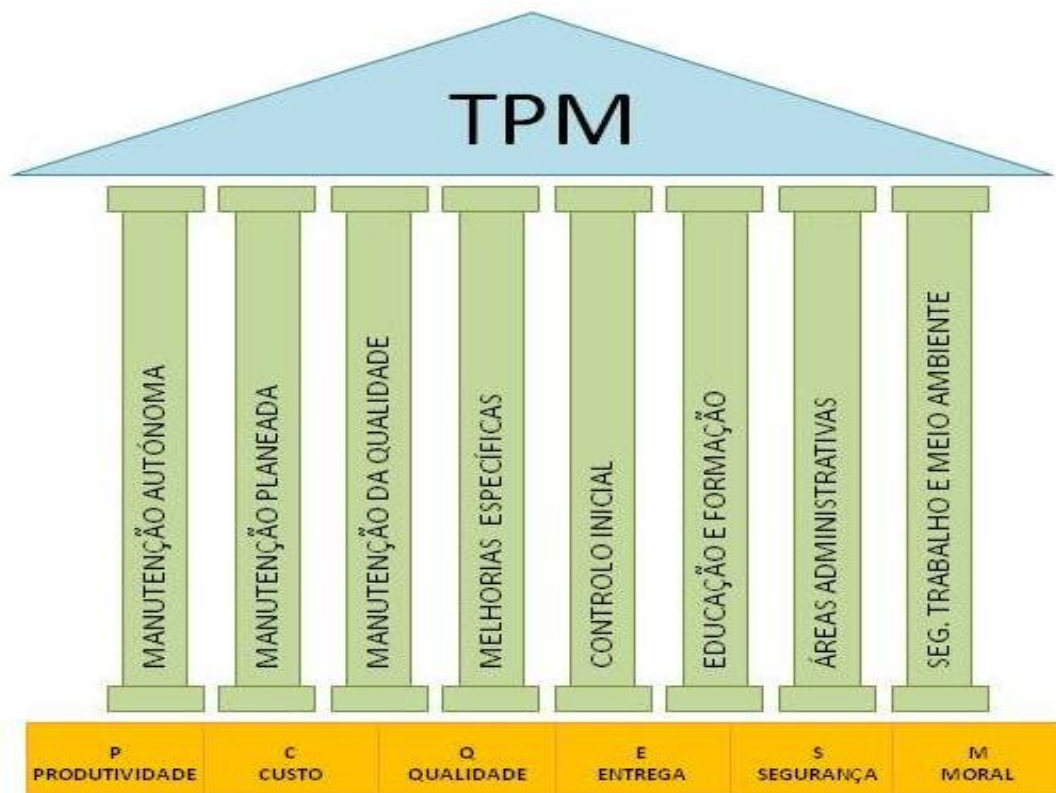 TPM
MANUTENÇÃO AUTÓNOMA
MANUTENÇÃO PLANEADA
MANUTENÇÃO DA QUALIDADE
MELHORIAS ESPECÍFICAS
CONTROLO INICIAL
EDUCAÇÃO E FORMAÇÃO
ÁREAS ADMINISTRATIVAS
SEG. TRABALHO E MEIO AMBIENTE
P
PRODUTIVIDADE
C
CUSTO
Q
QUALIDADE
E
ENTREGA
S
SEGURANÇA
M
MORAL